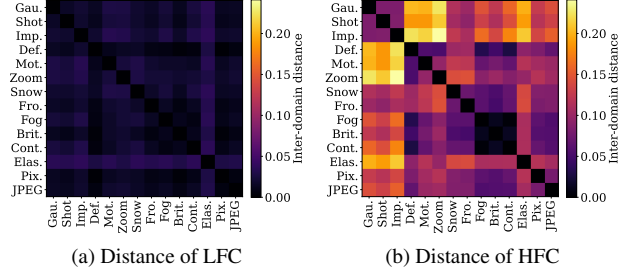 Gau.
Shot
Imp.
Def.
Mot.
Zoom
Snow
Fro.
Fog
Brit.
Cont.
Elas.
Pix.
JPEG
Gau.
Shot
Imp.
Def.
Mot.
Zoom
Snow
Fro.
Fog
Brit.
Cont.
Elas.
Pix.
JPEG
0.20
0.15
0.10
0.05
0.00
Inter-domain distance
(a) Distance of LFC
Gau.
Shot
Imp.
Def.
Mot.
Zoom
Snow
Fro.
Fog
Brit.
Cont.
Elas.
Pix.
JPEG
Gau.
Shot
Imp.
Def.
Mot.
Zoom
Snow
Fro.
Fog
Brit.
Cont.
Elas.
Pix.
JPEG
0.20
0.15
0.10
0.05
0.00
Inter-domain distance
(b) Distance of HFC